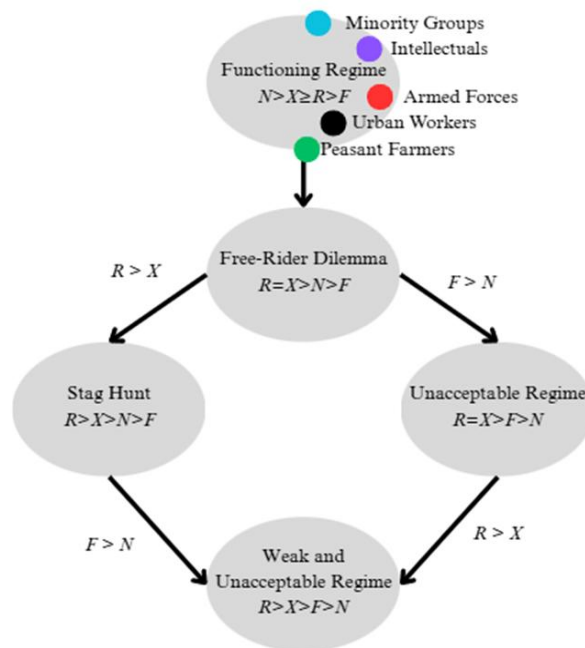 Minority Groups
Intellectuals
Functioning Regime
N>X≥R>F
Armed Forces
Urban Workers
Peasant Farmers
Free-Rider Dilemma
R=X>N>F
R > X
F > N
Stag Hunt
R>X>N>F
Unacceptable Regime
R=X>F>N
F > N
R > X
Weak and
Unacceptable Regime
R>X>F>N